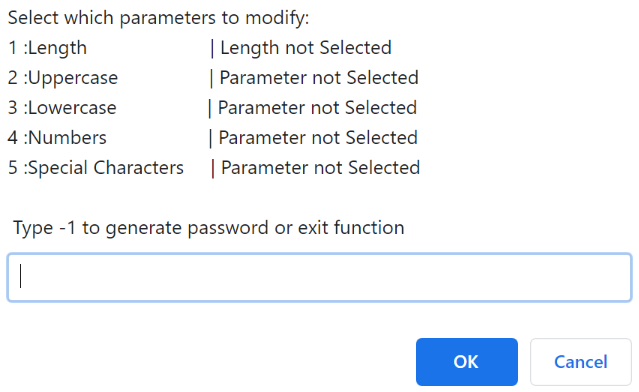 Select which parameters to modify:
1 :Length | Length not Selected
2 :Uppercase | Parameter not Selected
3 :Lowercase | Parameter not Selected
4 :Numbers | Parameter not Selected
5 :Special Characters | Parameter not Selected
Type -1 to generate password or exit function
OK Cancel